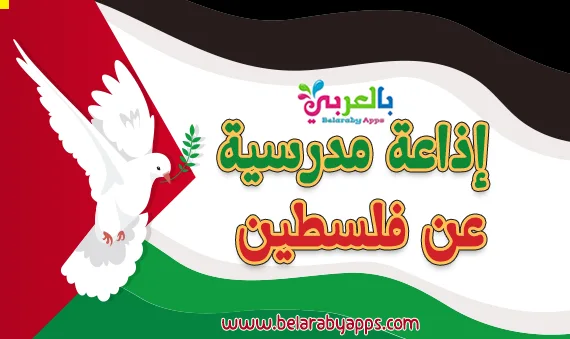 بالعربي
Belaraby Apps
إذاعة مدرسية
عن فلسطين
www.belarabyapps.com